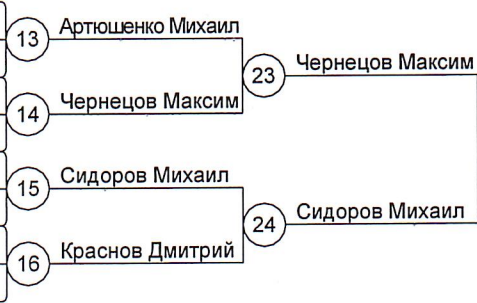 13 Артюшенко Михаил
23 Чернецов Максим
14 Чернецов Максим
15 Сидоров Михаил
24 Сидоров Михаил
16 Краснов Дмитрий